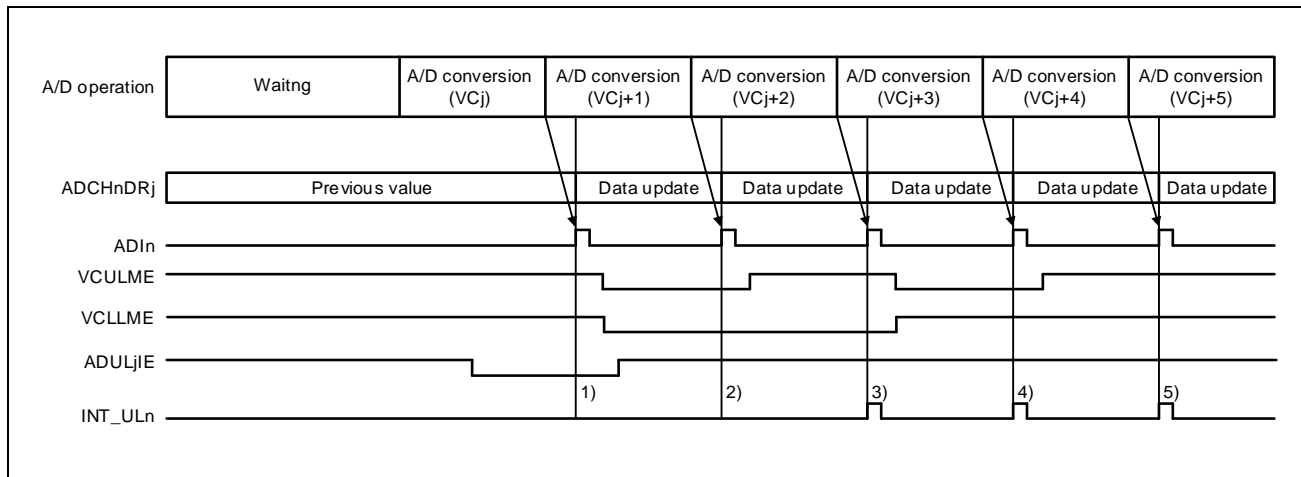 A/D operation
Waitng
A/D conversion
(VCj)
A/D conversion
(VCj+1)
A/D conversion
(VCj+2)
A/D conversion
(VCj+3)
A/D conversion
(VCj+4)
A/D conversion
(VCj+5)
ADCHnDRj
Previous value
Data update
Data update
Data update
Data update
Data update
ADIn
VCULME
VCLLME
ADULjIE
1)
2)
3)
4)
5)
INT_ULn